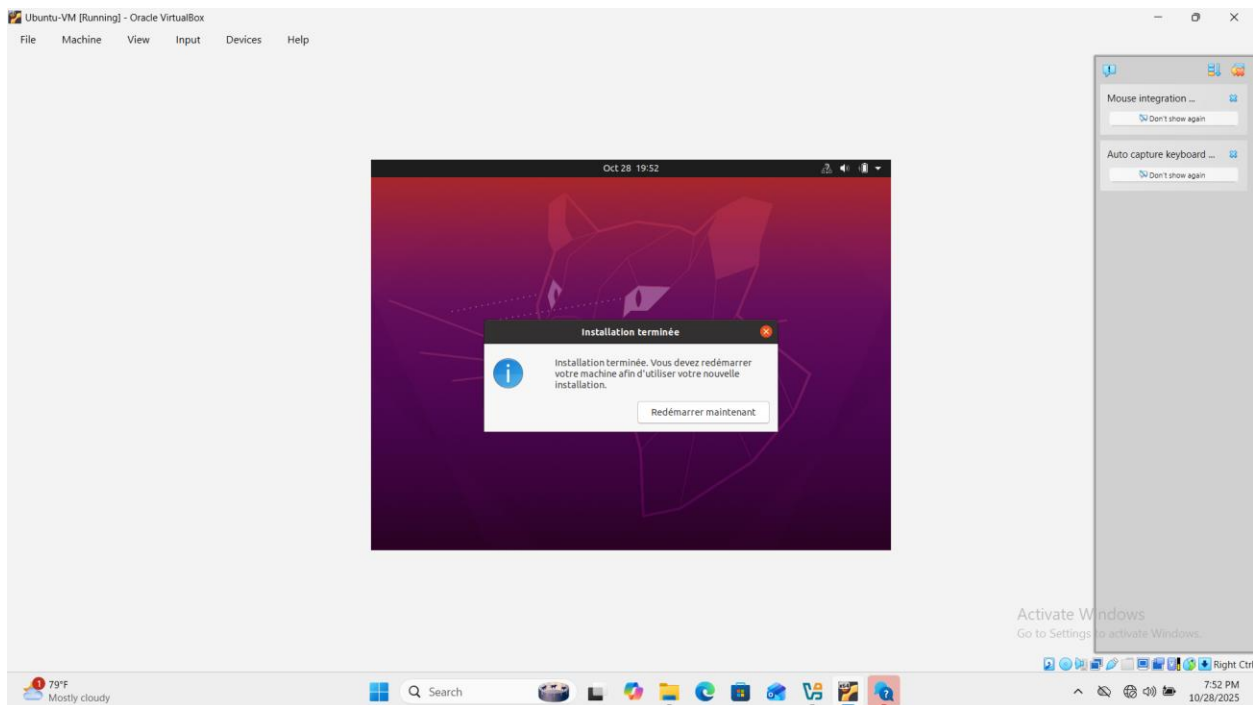 Ubuntu-VM [Running] - Oracle VirtualBox
File Machine View Input Devices Help
Mouse integration ...
Don't show again
Auto capture keyboard ...
Don't show again
Oct 28 19:52
Installation terminée
Installation terminée. Vous devez redémarrer
votre machine afin d'utiliser votre nouvelle
installation.
Redémarrer maintenant
Activate Windows
Go to Settings to activate Windows.
Right Ctrl
1
79°F
Mostly cloudy
Search
7:52 PM
10/28/2025